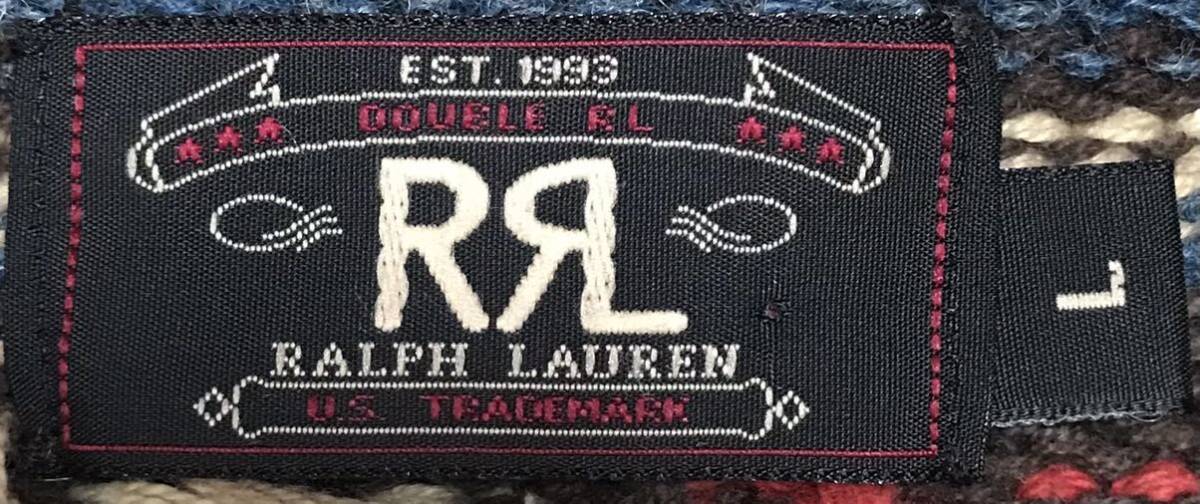 EST. 1993
DOUBLE RL
RRL
RALPH LAUREN
U.S. TRADEMARK
L